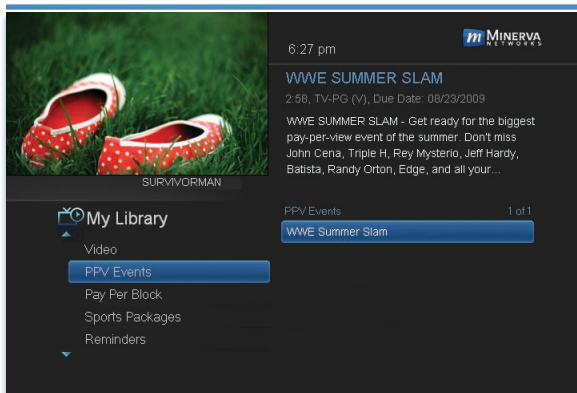 6:27 pm
m MINERVA
NETWORKS
WWE SUMMER SLAM
2:58, TV-PG (V), Due Date: 08/23/2009
WWE SUMMER SLAM - Get ready for the biggest
pay-per-view event of the summer. Don't miss
John Cena, Triple H, Rey Mysterio, Jeff Hardy,
Batista, Randy Orton, Edge, and all your...
SURVIVORMAN
My Library
Video
PPV Events
Pay Per Block
Sports Packages
Reminders
PPV Events 1 of 1
WWE Summer Slam